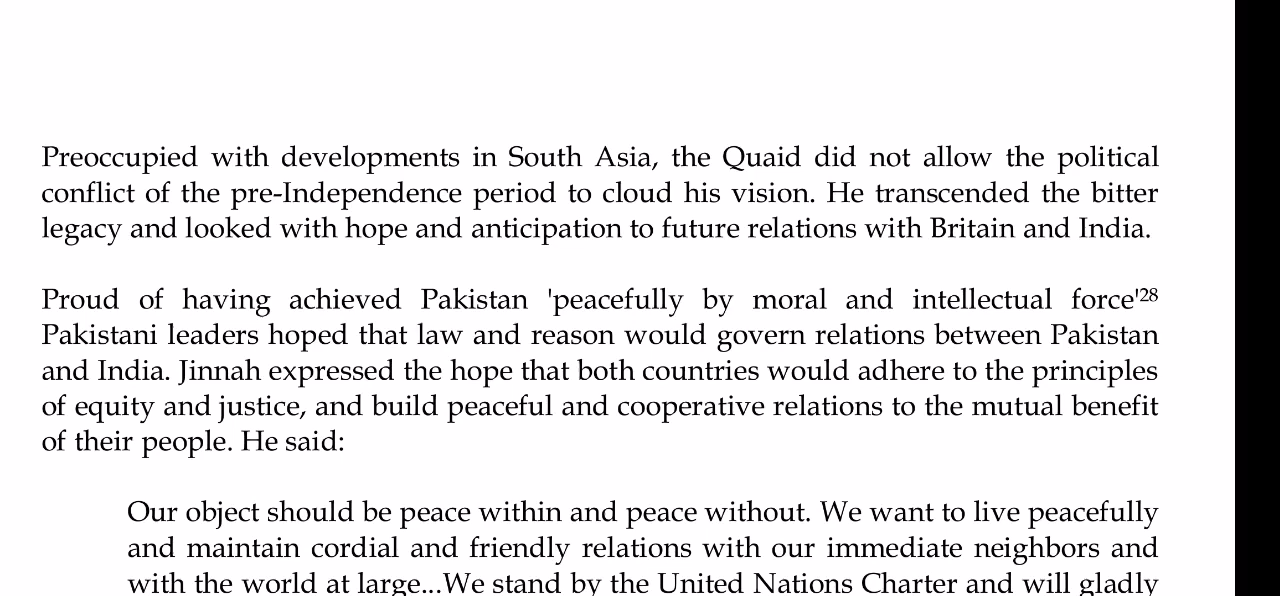 Preoccupied with developments in South Asia, the Quaid did not allow the political
conflict of the pre-Independence period to cloud his vision. He transcended the bitter
legacy and looked with hope and anticipation to future relations with Britain and India.
Proud of having achieved Pakistan 'peacefully by moral and intellectual force'28
Pakistani leaders hoped that law and reason would govern relations between Pakistan
and India. Jinnah expressed the hope that both countries would adhere to the principles
of equity and justice, and build peaceful and cooperative relations to the mutual benefit
of their people. He said:
Our object should be peace within and peace without. We want to live peacefully
and maintain cordial and friendly relations with our immediate neighbors and
with the world at large...We stand by the United Nations Charter and will gladly